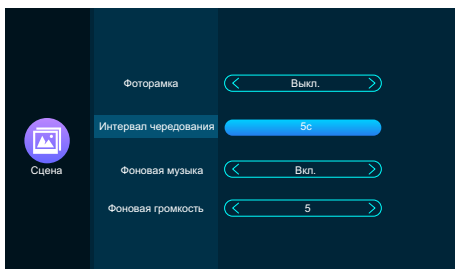 Сцена
Фоторамка
Выкл.
Интервал чередования
5с
Фоновая музыка
Вкл.
Фоновая громкость
5